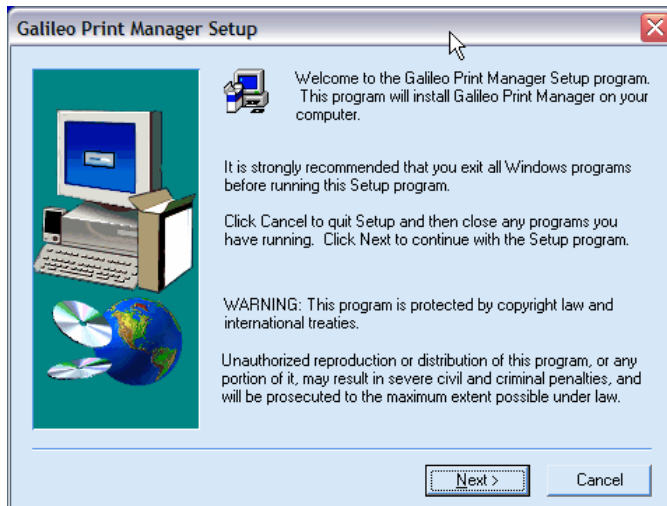 Galileo Print Manager Setup
Welcome to the Galileo Print Manager Setup program.
This program will install Galileo Print Manager on your
computer.
It is strongly recommended that you exit all Windows programs
before running this Setup program.
Click Cancel to quit Setup and then close any programs you
have running. Click Next to continue with the Setup program.
WARNING: This program is protected by copyright law and
international treaties.
Unauthorized reproduction or distribution of this program, or any
portion of it, may result in severe civil and criminal penalties, and
will be prosecuted to the maximum extent possible under law.
Next > Cancel